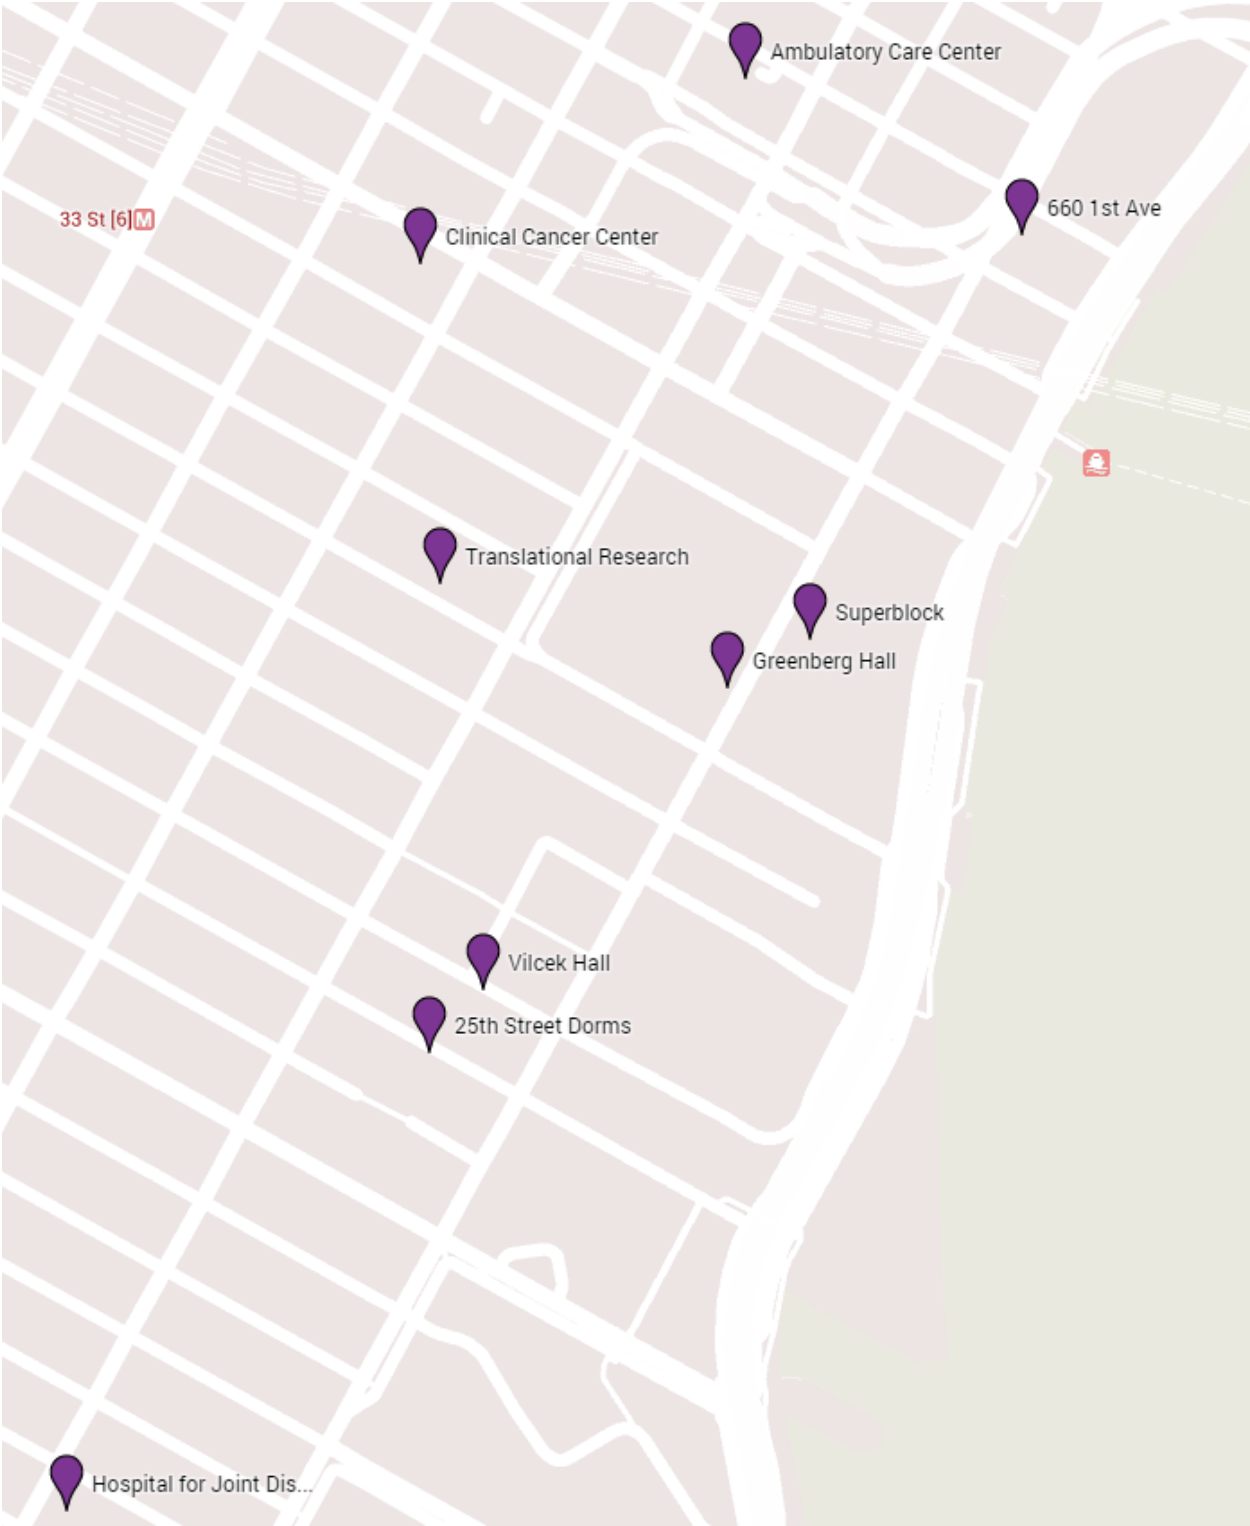 Ambulatory Care Center
660 1st Ave
33 St [6]M
Clinical Cancer Center
Translational Research
Superblock
Greenberg Hall
Vilcek Hall
25th Street Dorms
Hospital for Joint Dis...